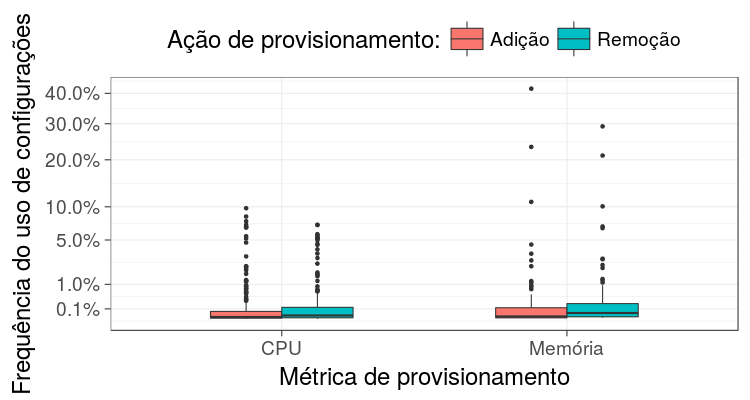 Ação de provisionamento: Adição Remoção
Frequência do uso de configurações
40.0%
30.0%
20.0%
10.0%
5.0%
1.0%
0.1%
CPU Memória
Métrica de provisionamento